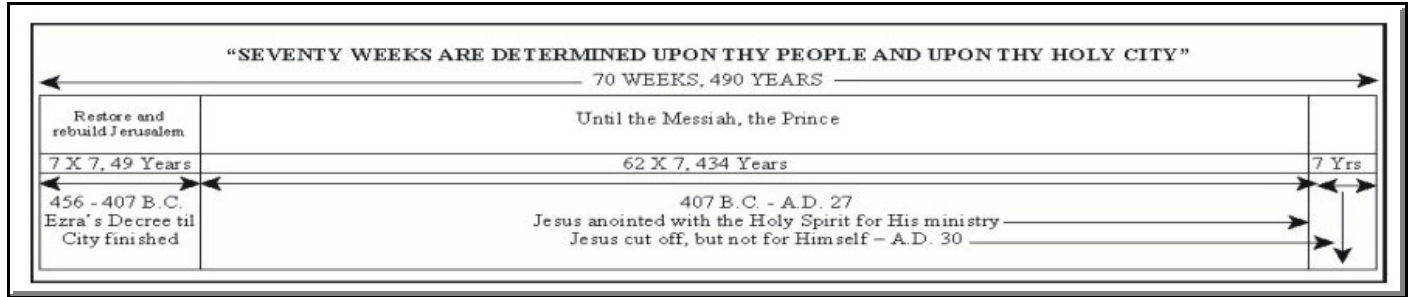 “SEVENTY WEEKS ARE DETERMINED UPON THY PEOPLE AND UPON THY HOLY CITY”
70 WEEKS, 490 YEARS
Restore and
rebuild Jerusalem
Until the Messiah, the Prince
7 X 7, 49 Years
62 X 7, 434 Years
7 Yrs
456 - 407 B.C.
Ezra's Decree til
City finished
407 B.C. - A.D. 27
Jesus anointed with the Holy Spirit for His ministry
Jesus cut off, but not for Himself – A.D. 30